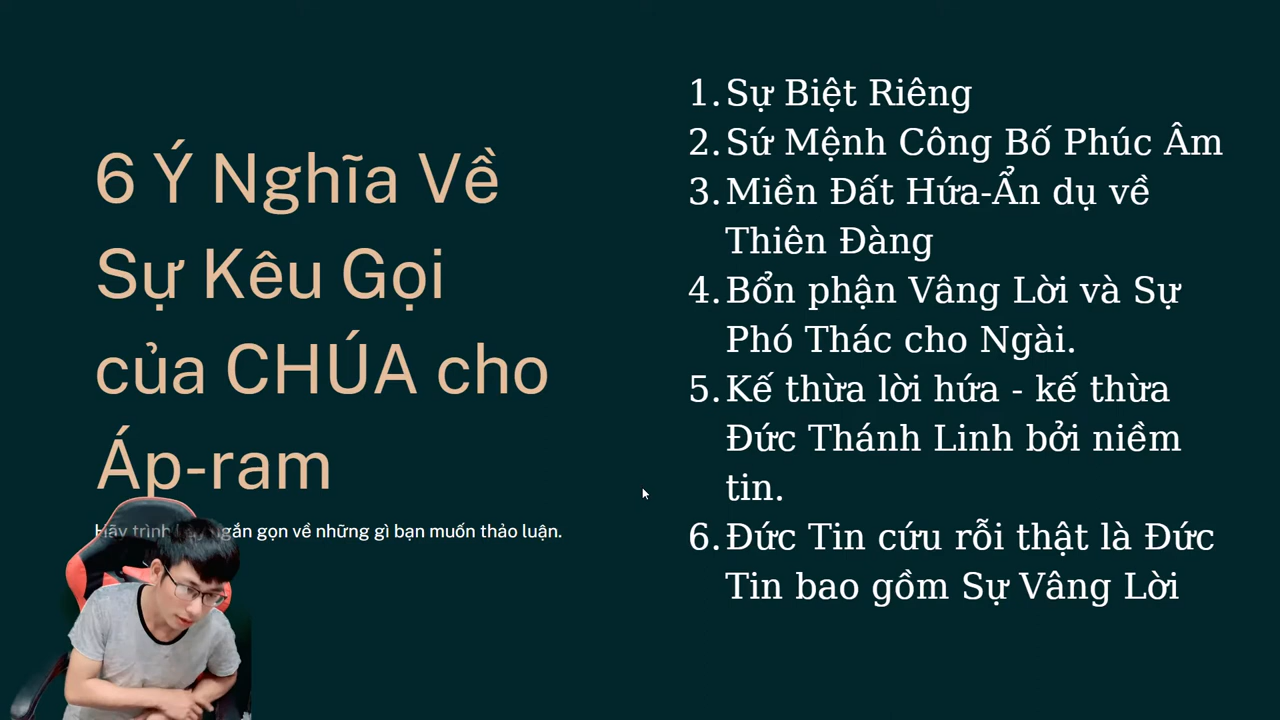 6 Ý Nghĩa Về
Sự Kêu Gọi
của CHÚA cho
Áp-ram
Hãy trình gắn gọn về những gì bạn muốn thảo luận.
1. Sự Biệt Riêng
2. Sứ Mệnh Công Bố Phúc Âm
3. Miền Đất Hứa-Ẩn dụ về
Thiên Đàng
4. Bổn phận Vâng Lời và Sự
Phó Thác cho Ngài.
5. Kế thừa lời hứa - kế thừa
Đức Thánh Linh bởi niềm
tin.
6. Đức Tin cứu rỗi thật là Đức
Tin bao gồm Sự Vâng Lời